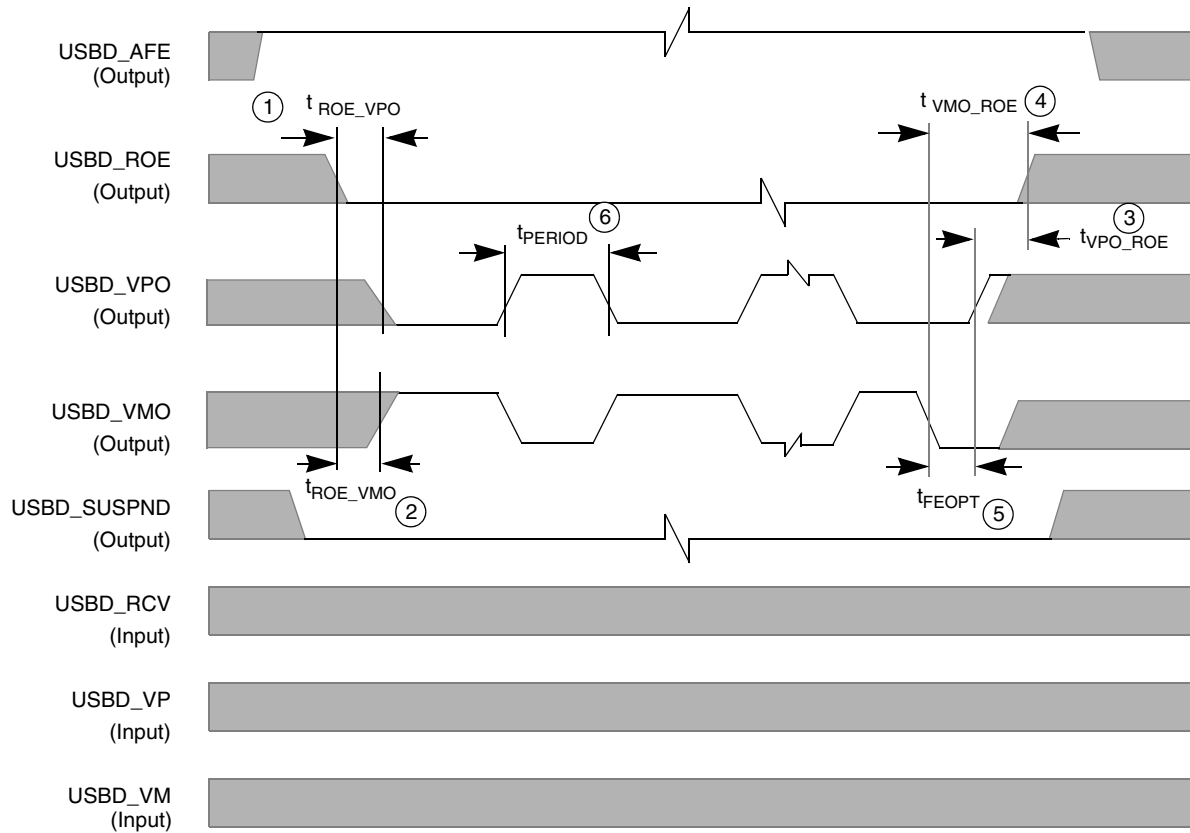 USBD_AFE
(Output)
1 t ROE_VPO
t VMO_ROE 4
USBD_ROE
(Output)
6
tPERIOD
3
tVPO_ROE
USBD_VPO
(Output)
USBD_VMO
(Output)
tROE_VMO 2
tFEOPT 5
USBD_SUSPND
(Output)
USBD_RCV
(Input)
USBD_VP
(Input)
USBD_VM
(Input)